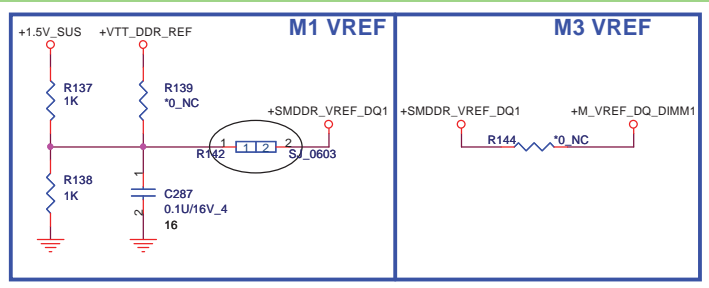 M1 VREF
+1.5V_SUS
+VTT_DDR_REF
R137
1K
R139
*0_NC
+SMDDR_VREF_DQ1
1
1 2
2
R142
SJ_0603
R138
1K
1
2
C287
0.1U/16V_4
16
M3 VREF
+SMDDR_VREF_DQ1
+M_VREF_DQ_DIMM1
R144
*0_NC